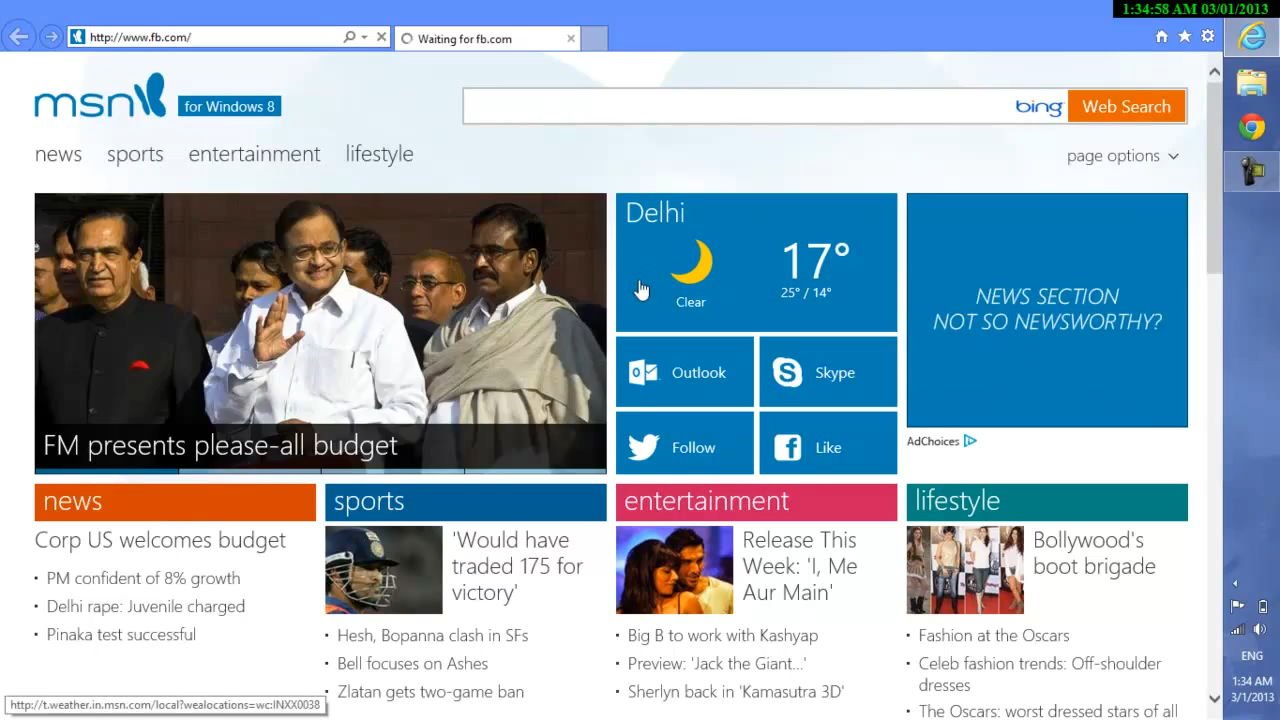 1:34:58 AM 03/01/2013
http://www.fb.com/
Waiting for fb.com
msn
for Windows 8
bing
Web Search
news
sports
entertainment
lifestyle
page options
FM presents please-all budget
Delhi
Clear
17°
25° / 14°
Outlook
Skype
Follow
Like
NEWS SECTION
NOT SO NEWSWORTHY?
AdChoices
news
Corp US welcomes budget
PM confident of 8% growth
Delhi rape: Juvenile charged
Pinaka test successful
sports
'Would have
traded 175 for
victory'
Hesh, Bopanna clash in SFs
Bell focuses on Ashes
Zlatan gets two-game ban
entertainment
Release This
Week: 'I, Me
Aur Main'
Big B to work with Kashyap
Preview: 'Jack the Giant...'
Sherlyn back in 'Kamasutra 3D'
lifestyle
Bollywood's
boot brigade
Fashion at the Oscars
Celeb fashion trends: Off-shoulder
dresses
The Oscars: worst dressed stars of all
http://t.weather.in.msn.com/local?wealocations=wc:INXX0038
ENG
1:34 AM
3/1/2013